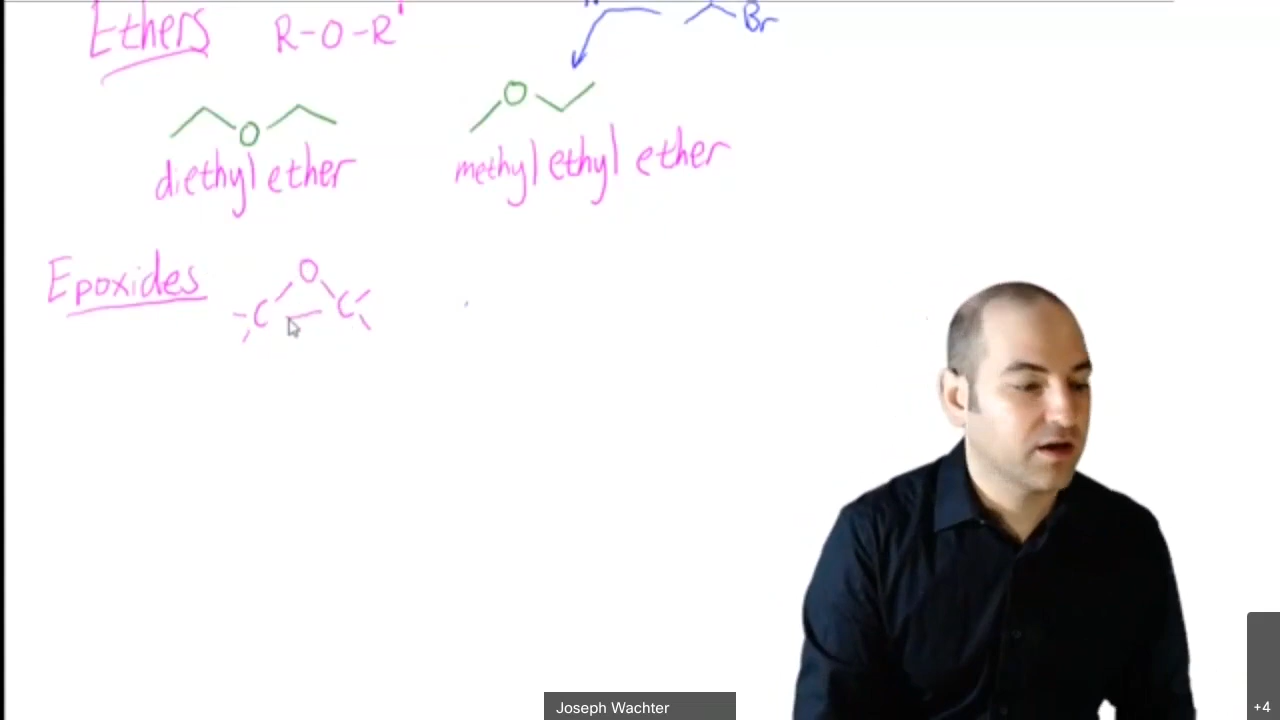 Br
Ethers R-O-R'
O O
diethyl ether methyl ethyl ether
Epoxides O
C C
Joseph Wachter
+4